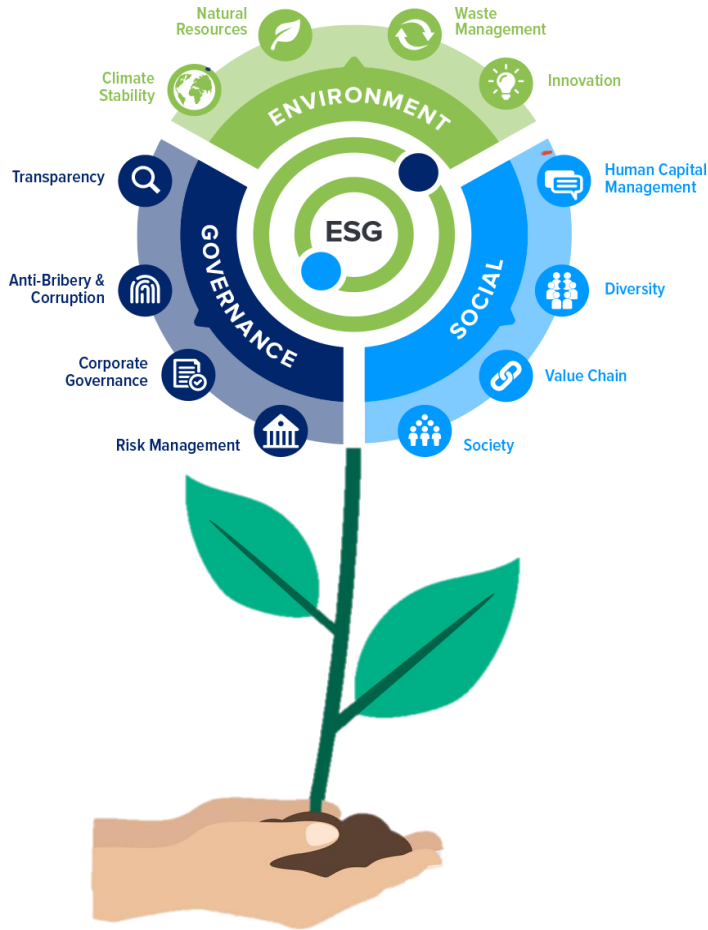 Natural
Resources
Waste
Management
Climate
Stability
Innovation
ENVIRONMENT
Transparency
Human Capital
Management
ESG
GOVERNANCE
SOCIAL
Anti-Bribery &
Corruption
Diversity
Corporate
Governance
Value Chain
Risk Management
Society